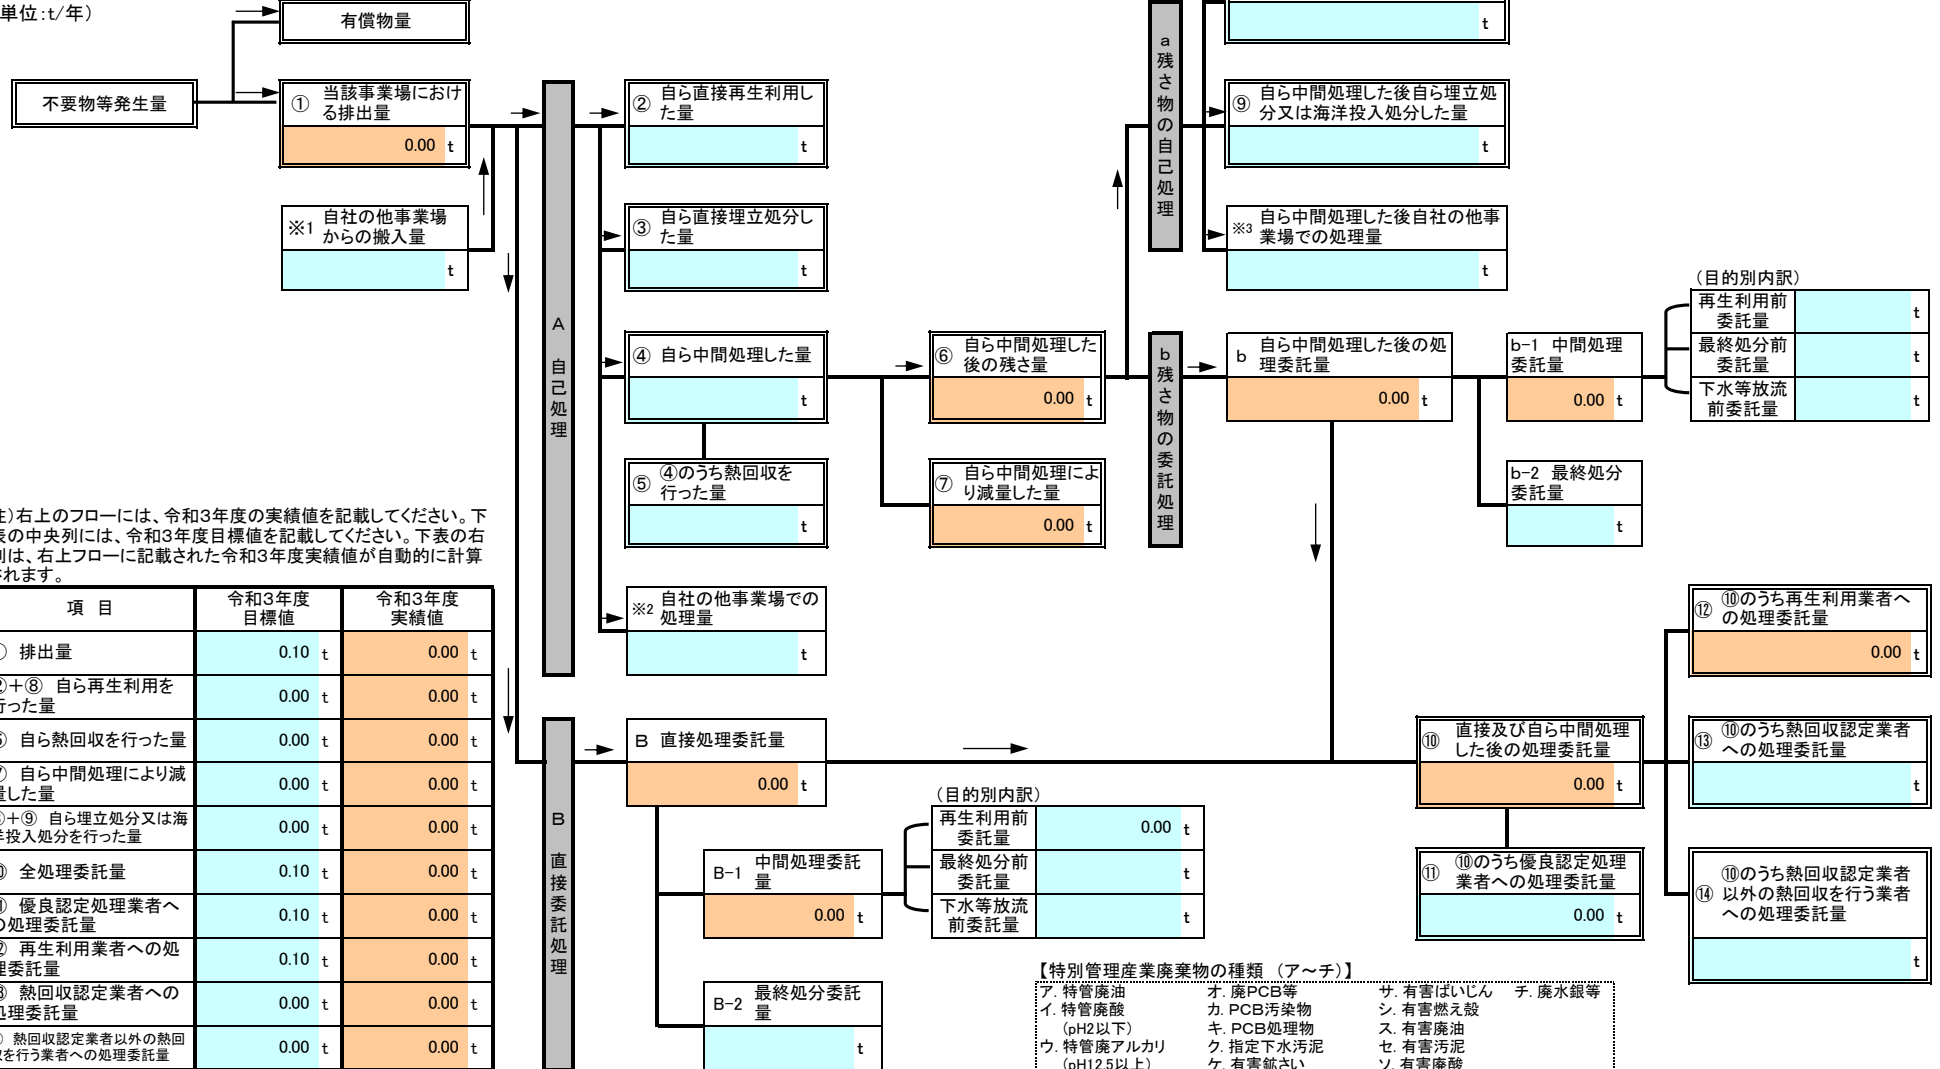 単位:t/年)
有償物量
不要物等発生量
① 当該事業場におけ
る排出量
0.00 t
※1 自社の他事業場
からの搬入量
t
A 自己処理
② 自ら直接再生利用し
た量
t
③ 自ら直接埋立処分し
た量
t
④ 自ら中間処理した量
t
⑤ ④のうち熱回収を
行った量
t
※2 自社の他事業場での
処理量
t
⑥ 自ら中間処理した
後の残さ量
0.00 t
⑦ 自ら中間処理によ
り減量した量
0.00 t
a残さ物の自己処理
t
⑨ 自ら中間処理した後自ら埋立処
分又は海洋投入処分した量
t
※3 自ら中間処理した後自社の他事
業場での処理量
t
b残さ物の委託処理
b 自ら中間処理した後の処
理委託量
0.00 t
b-1 中間処理
委託量
0.00 t
b-2 最終処分
委託量
t
(目的別内訳)
再生利用前
委託量 t
最終処分前
委託量 t
下水等放流
前委託量 t
注)右上のフローには、令和3年度の実績値を記載してください。下
表の中央列には、令和3年度目標値を記載してください。下表の右
列は、右上フローに記載された令和3年度実績値が自動的に計算
されます。
項 目 令和3年度
目標値 令和3年度
実績値
① 排出量 0.10 t 0.00 t
②+⑧ 自ら再生利用を
行った量 0.00 t 0.00 t
⑤ 自ら熱回収を行った量 0.00 t 0.00 t
⑦ 自ら中間処理により減
量した量 0.00 t 0.00 t
③+⑨ 自ら埋立処分又は海
洋投入処分を行った量 0.00 t 0.00 t
⑩ 全処理委託量 0.10 t 0.00 t
⑪ 優良認定処理業者へ
の処理委託量 0.10 t 0.00 t
⑫ 再生利用業者への処
理委託量 0.10 t 0.00 t
⑬ 熱回収認定業者への
処理委託量 0.00 t 0.00 t
⑭ 熱回収認定業者以外の熱回
収を行う業者への処理委託量 0.00 t 0.00 t
B 直接委託処理
B 直接処理委託量
0.00 t
B-1 中間処理委託
量
0.00 t
B-2 最終処分委託
量
t
(目的別内訳)
再生利用前
委託量 0.00 t
最終処分前
委託量 t
下水等放流
前委託量 t
⑩ 直接及び自ら中間処理
した後の処理委託量
0.00 t
⑪ ⑩のうち優良認定処理
業者への処理委託量
0.00 t
⑫ ⑩のうち再生利用業者へ
の処理委託量
0.00 t
⑬ ⑩のうち熱回収認定業者
への処理委託量
t
⑭ ⑩のうち熱回収認定業者
以外の熱回収を行う業者
への処理委託量
t
【特別管理産業廃棄物の種類 (ア~チ)】
ア. 特管廃油 オ. 廃PCB等 サ. 有害ばいじん チ. 廃水銀等
イ. 特管廃酸 カ. PCB汚染物 シ. 有害燃え殻
(pH2以下) キ. PCB処理物 ス. 有害廃油
ウ. 特管廃アルカリ ク. 指定下水汚泥 セ. 有害汚泥
(pH12.5以上) ケ. 有害鉱さい ソ. 有害廃酸